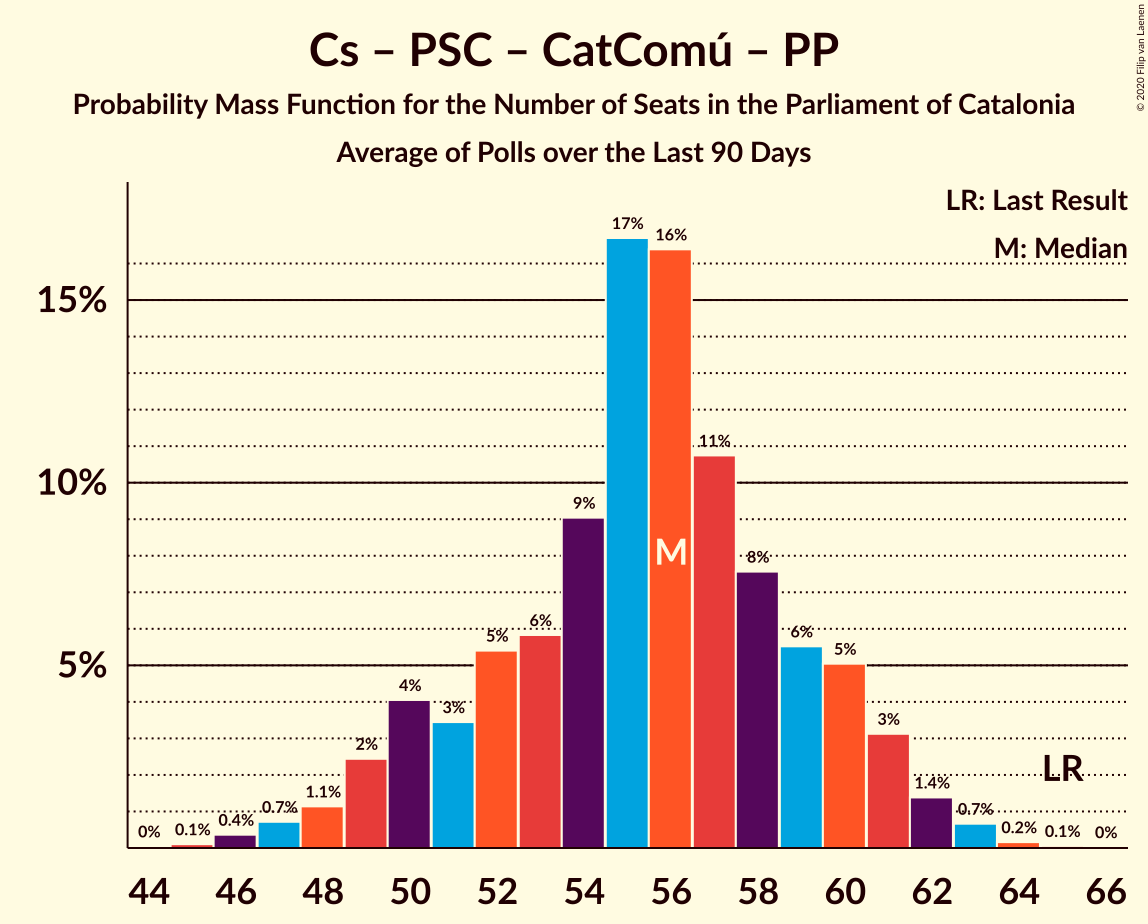 Cs – PSC – CatComú – PP
Probability Mass Function for the Number of Seats in the Parliament of Catalonia
Average of Polls over the Last 90 Days
© 2020 Filip van Laenen
LR: Last Result
M: Median
15%
10%
5%
0%
0.1%
0.4%
0.7%
1.1%
2%
4%
3%
5%
6%
9%
17%
16%
11%
8%
6%
5%
3%
1.4%
0.7%
0.2%
0.1%
0%
M
LR
44 46 48 50 52 54 56 58 60 62 64 66